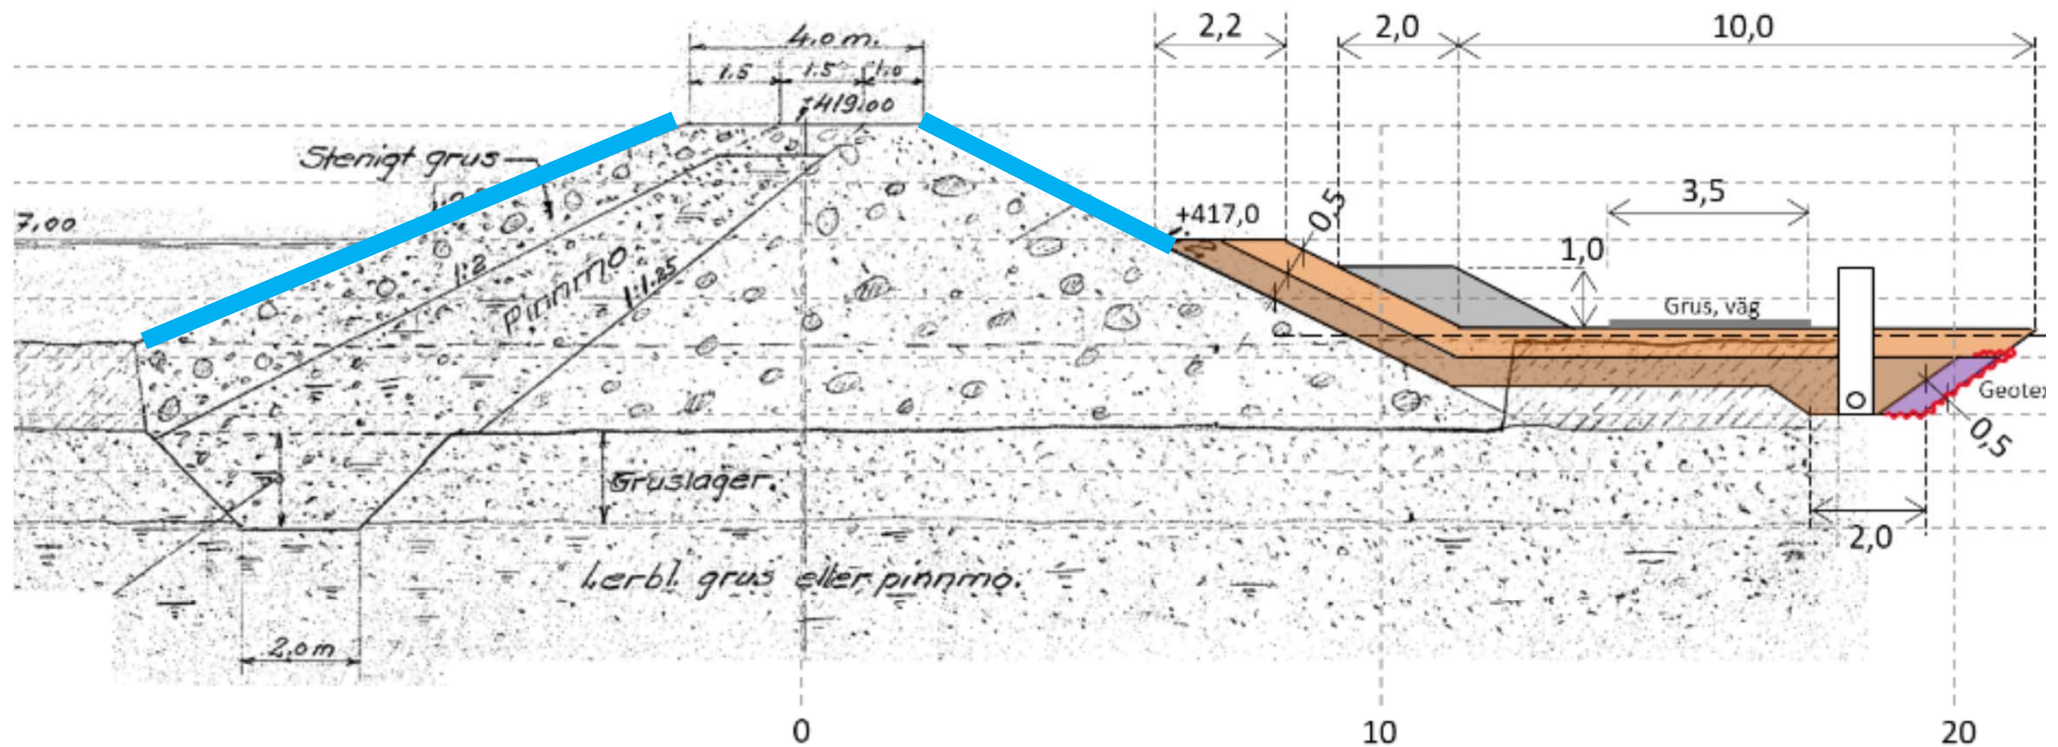 4.0 m.
2,2
2,0
10,0
1.5
1.5
1.0
+419.00
Stenigt grus
3,5
7,00
+417,0
0,5
1,0
1:2
Pinnmo
1:1.25
Grus, väg
Geotex
0,5
Gruslager.
2,0
Lerbl. grus eller pinnmo.
2,0 m
0
10
20